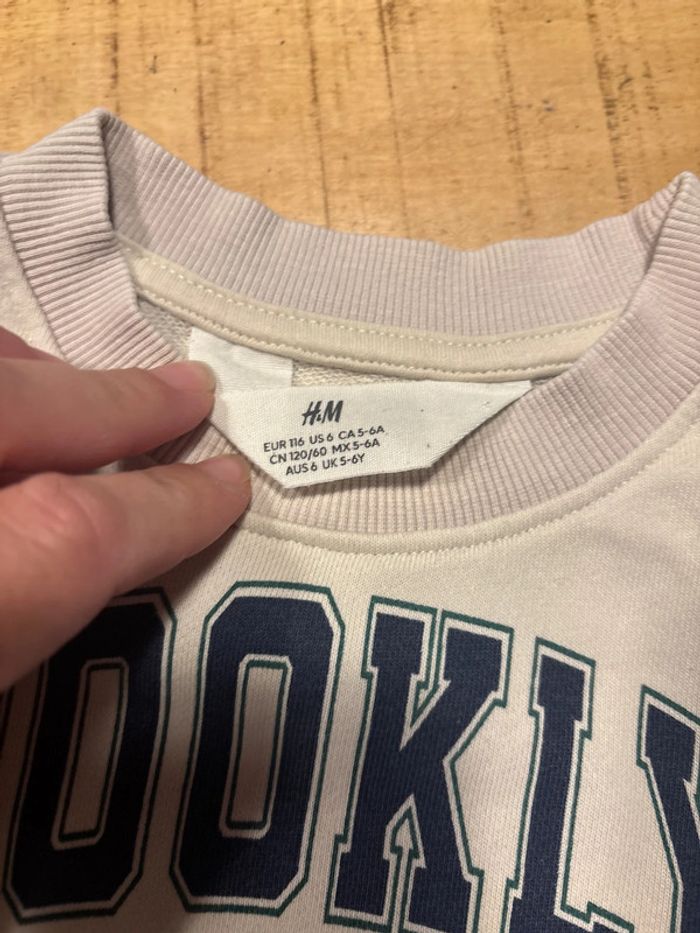 H&M
EUR 116 US 6 CA 5-6A
CN 120/60 MX 5-6A
AUS 6 UK 5-6Y
OOKLY